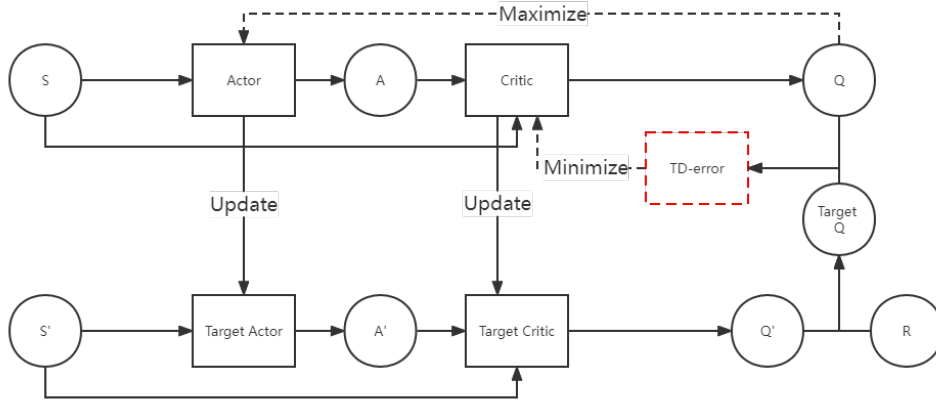 Maximize
S
Actor
A
Critic
Q
Minimize
TD-error
Update
Update
Target
Q
S'
Target Actor
A'
Target Critic
Q'
R